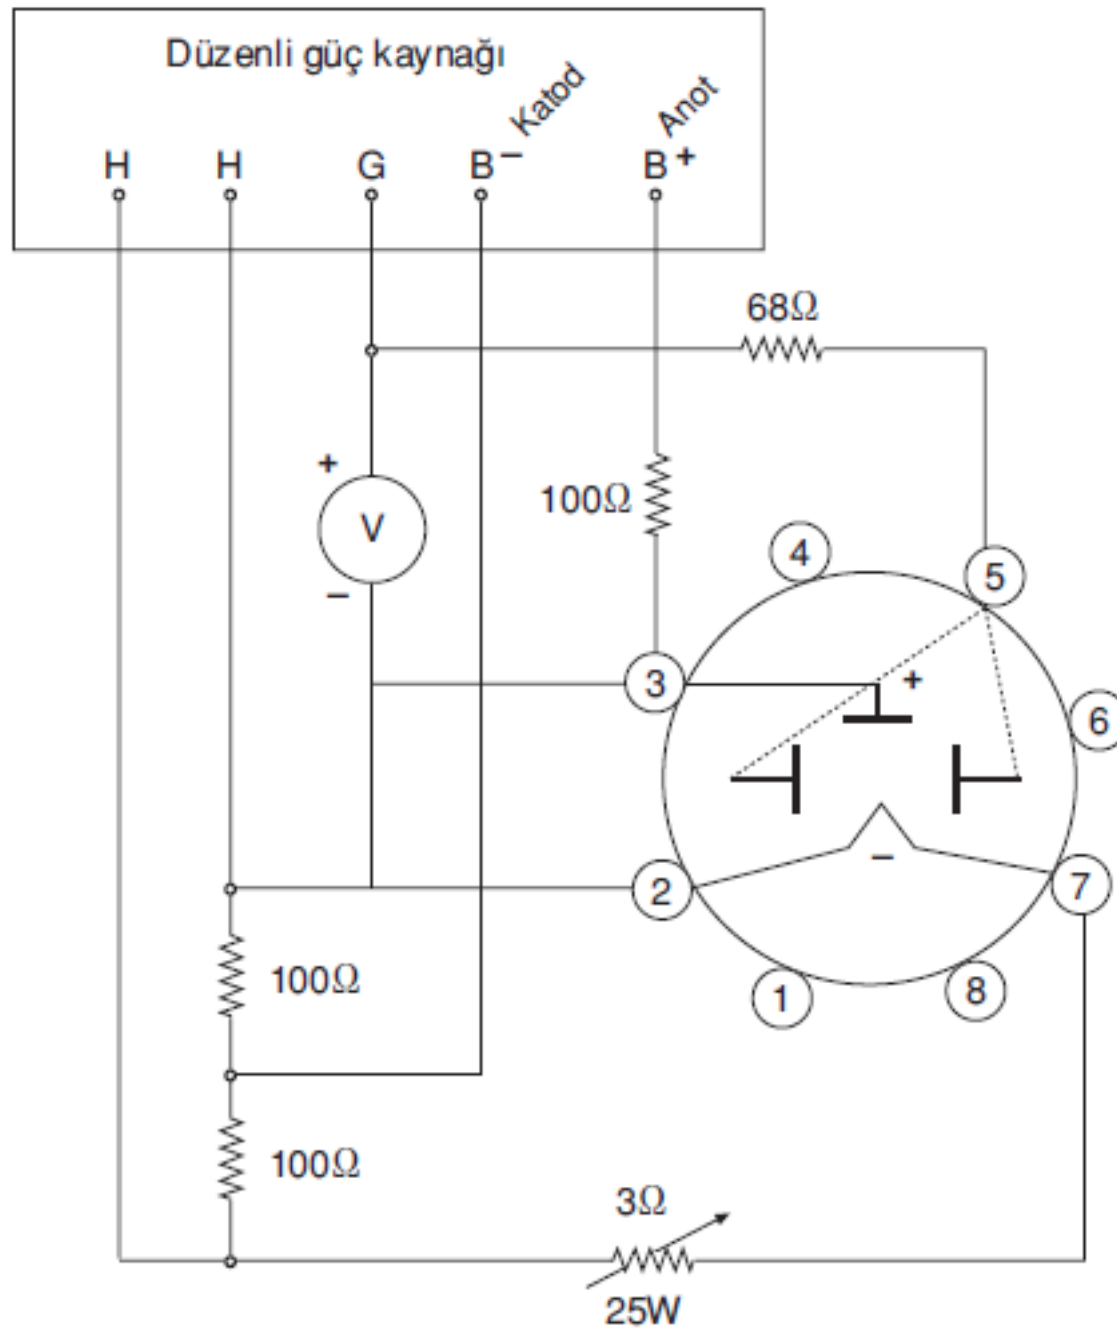 Düzenli güç kaynağı
Katod
Anot
H H G B⁻ B⁺
68Ω
+
V
−
100Ω
4
5
3
+
6
2
−
7
1
8
100Ω
100Ω
3Ω
25W